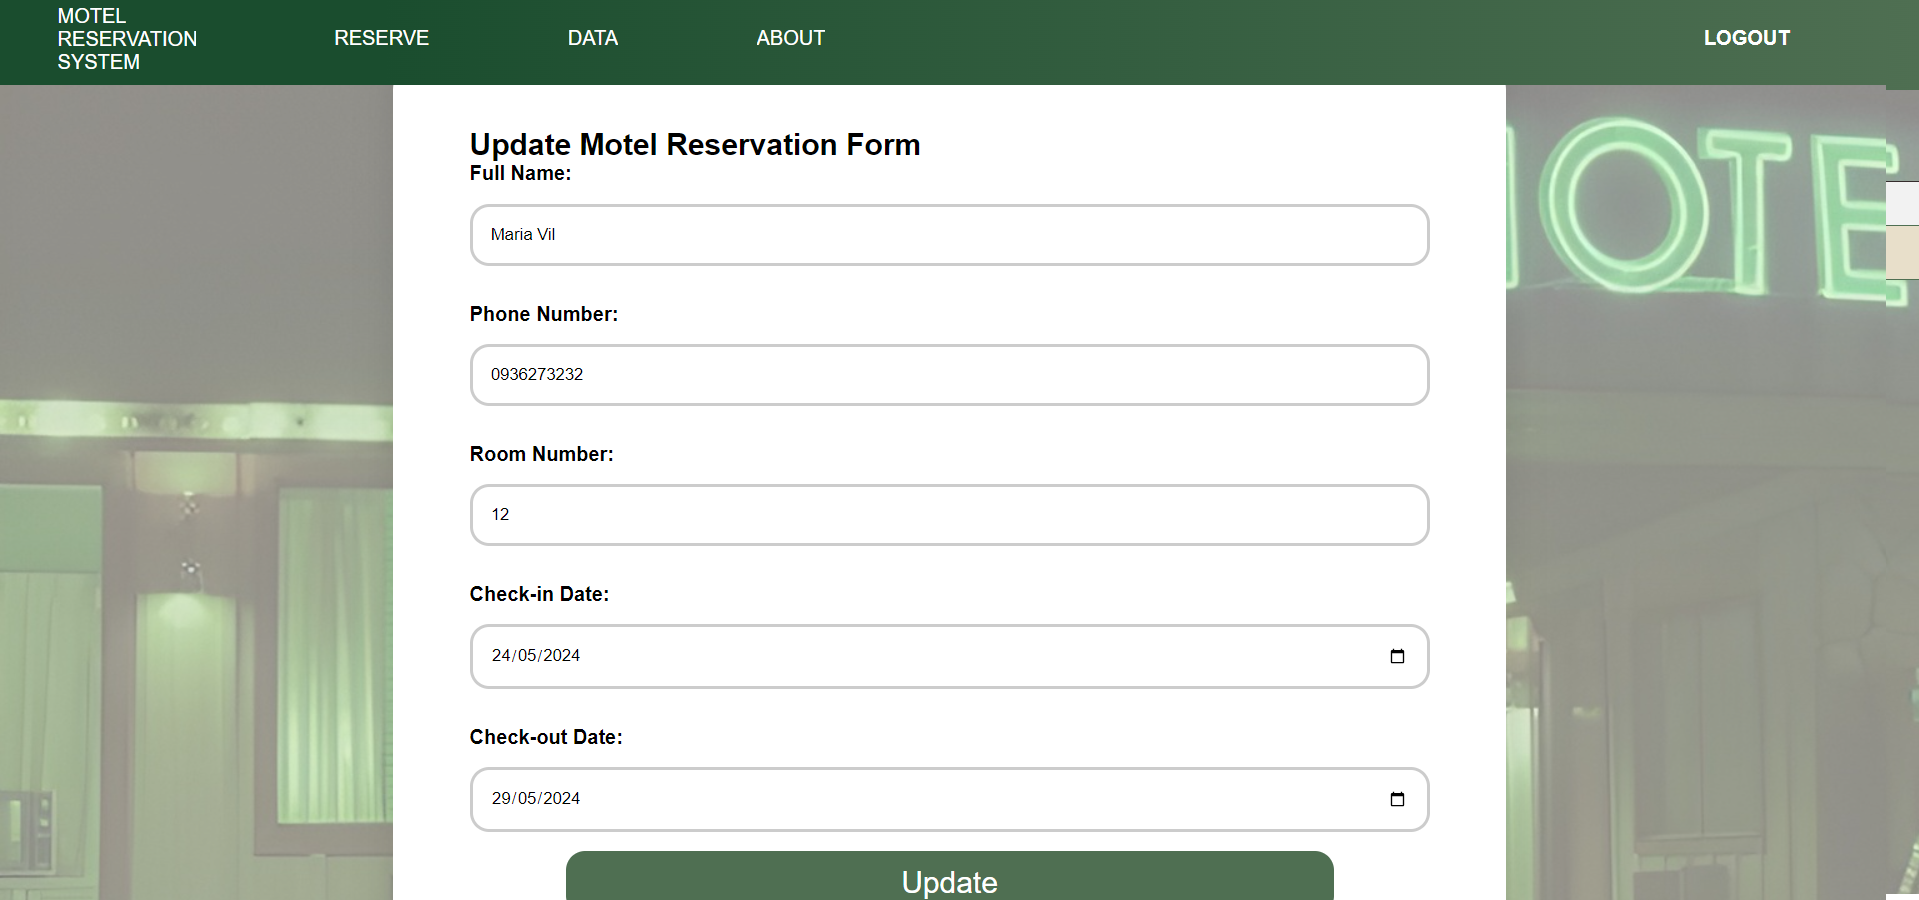 MOTEL
RESERVATION
SYSTEM
RESERVE
DATA
ABOUT
LOGOUT
OTE
Update Motel Reservation Form
Full Name:
Maria Vil
Phone Number:
0936273232
Room Number:
12
Check-in Date:
24/05/2024
Check-out Date:
29/05/2024
Update